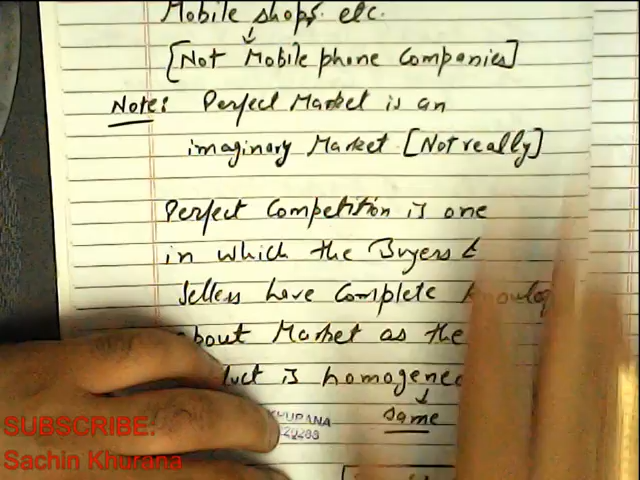 Mobile shops. etc.
[Not Mobile phone Companies]
Note: Perfect Market is an
imaginary Market [Not really]
Perfect Competition is one
in which the Buyers &
Sellers have Complete
about Market as the
is
same
KHURANA
SUBSCRIBE:
Sachin Khurana